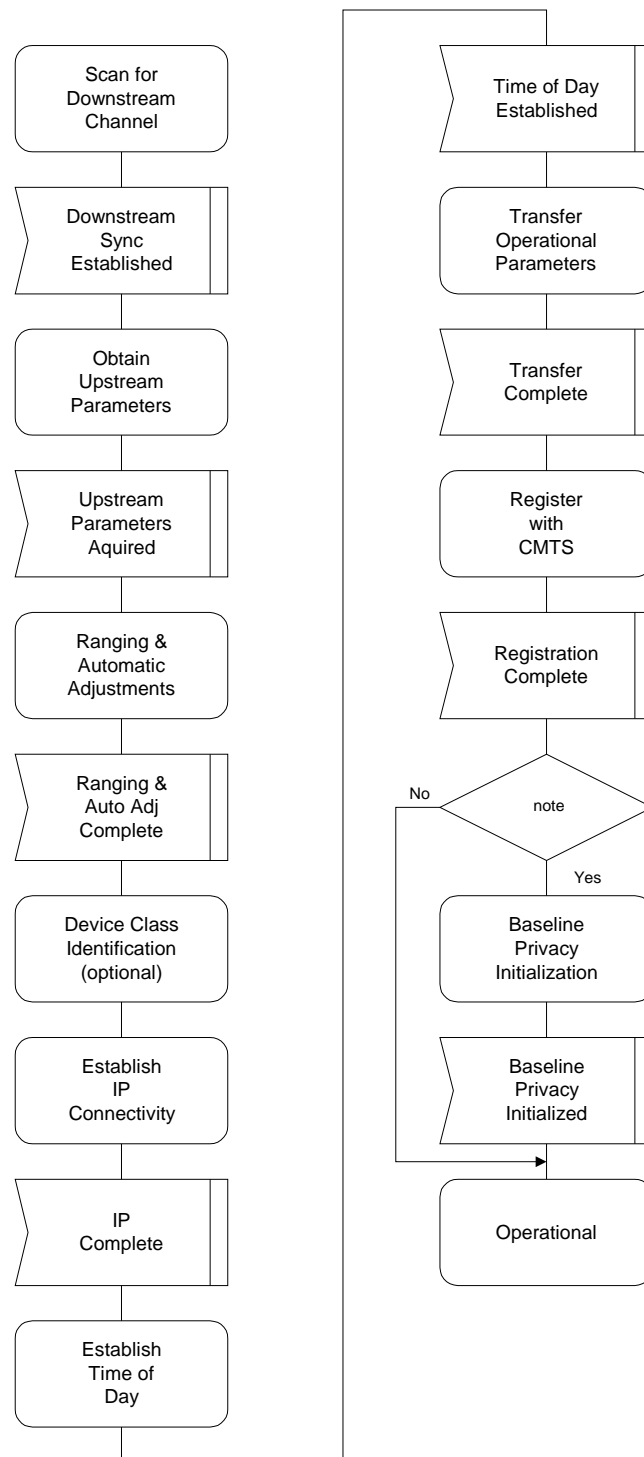 Scan for
Downstream
Channel
Downstream
Sync
Established
Obtain
Upstream
Parameters
Upstream
Parameters
Aquired
Ranging &
Automatic
Adjustments
Ranging &
Auto Adj
Complete
Device Class
Identification
(optional)
Establish
IP
Connectivity
IP
Complete
Establish
Time of
Day
Time of Day
Established
Transfer
Operational
Parameters
Transfer
Complete
Register
with
CMTS
Registration
Complete
No
note
Yes
Baseline
Privacy
Initialization
Baseline
Privacy
Initialized
Operational